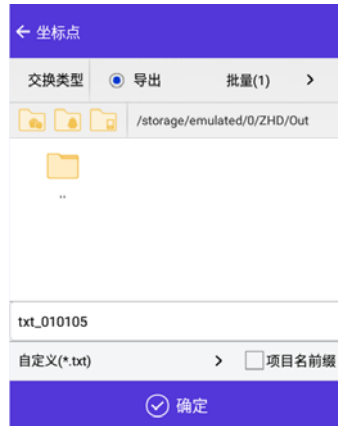 坐标点
交换类型 导出 批量(1)
/storage/emulated/0/ZHD/Out
..
txt_010105
自定义(*.txt) 项目名前缀
确定